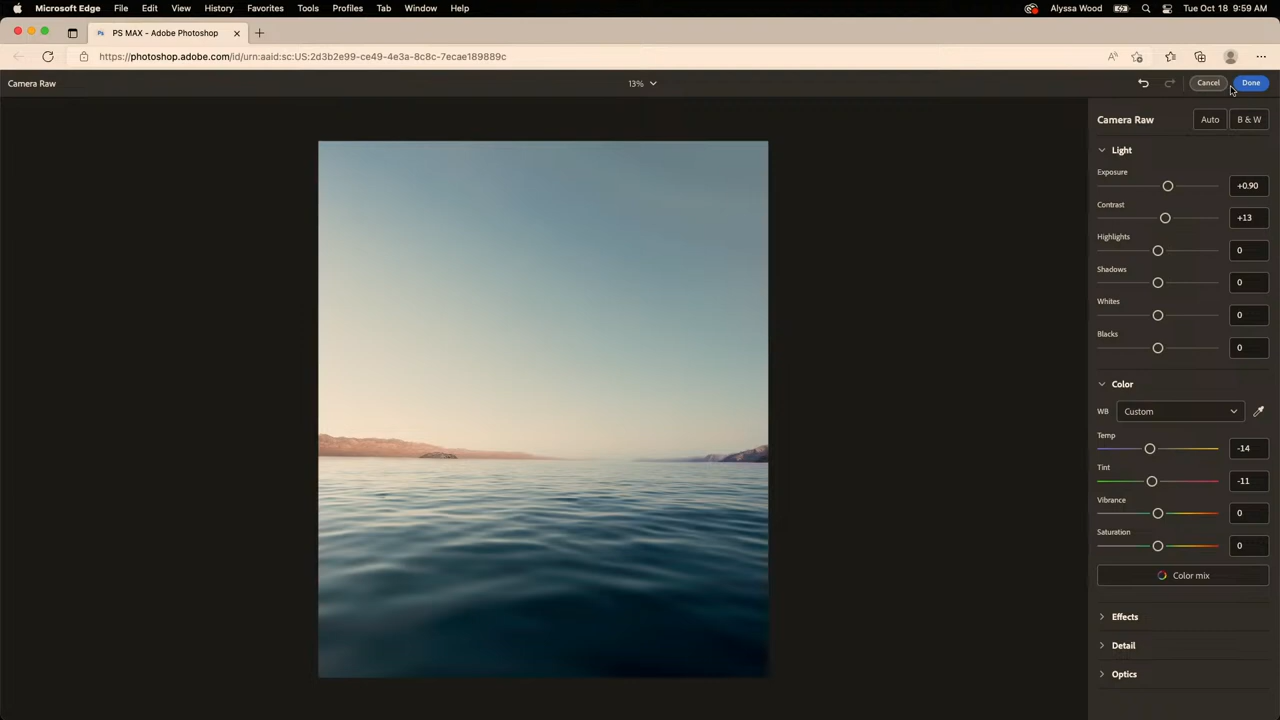 Microsoft Edge File Edit View History Favorites Tools Profiles Tab Window Help Alyssa Wood Tue Oct 18 9:59 AM
PS MAX - Adobe Photoshop
https://photoshop.adobe.com/id/urn:aaid:sc:US:2d3b2e99-ce49-4e3a-8c8c-7ecae189889c
Camera Raw 13% Cancel Done
Camera Raw Auto B & W
Light
Exposure
+0.90
Contrast
+13
Highlights
0
Shadows
0
Whites
0
Blacks
0
Color
WB Custom
Temp
-14
Tint
-11
Vibrance
0
Saturation
0
Color mix
Effects
Detail
Optics